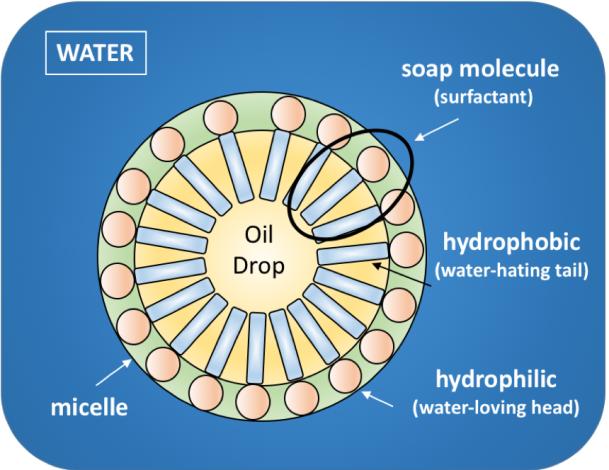 WATER
soap molecule
(surfactant)
Oil
Drop
hydrophobic
(water-hating tail)
hydrophilic
(water-loving head)
micelle